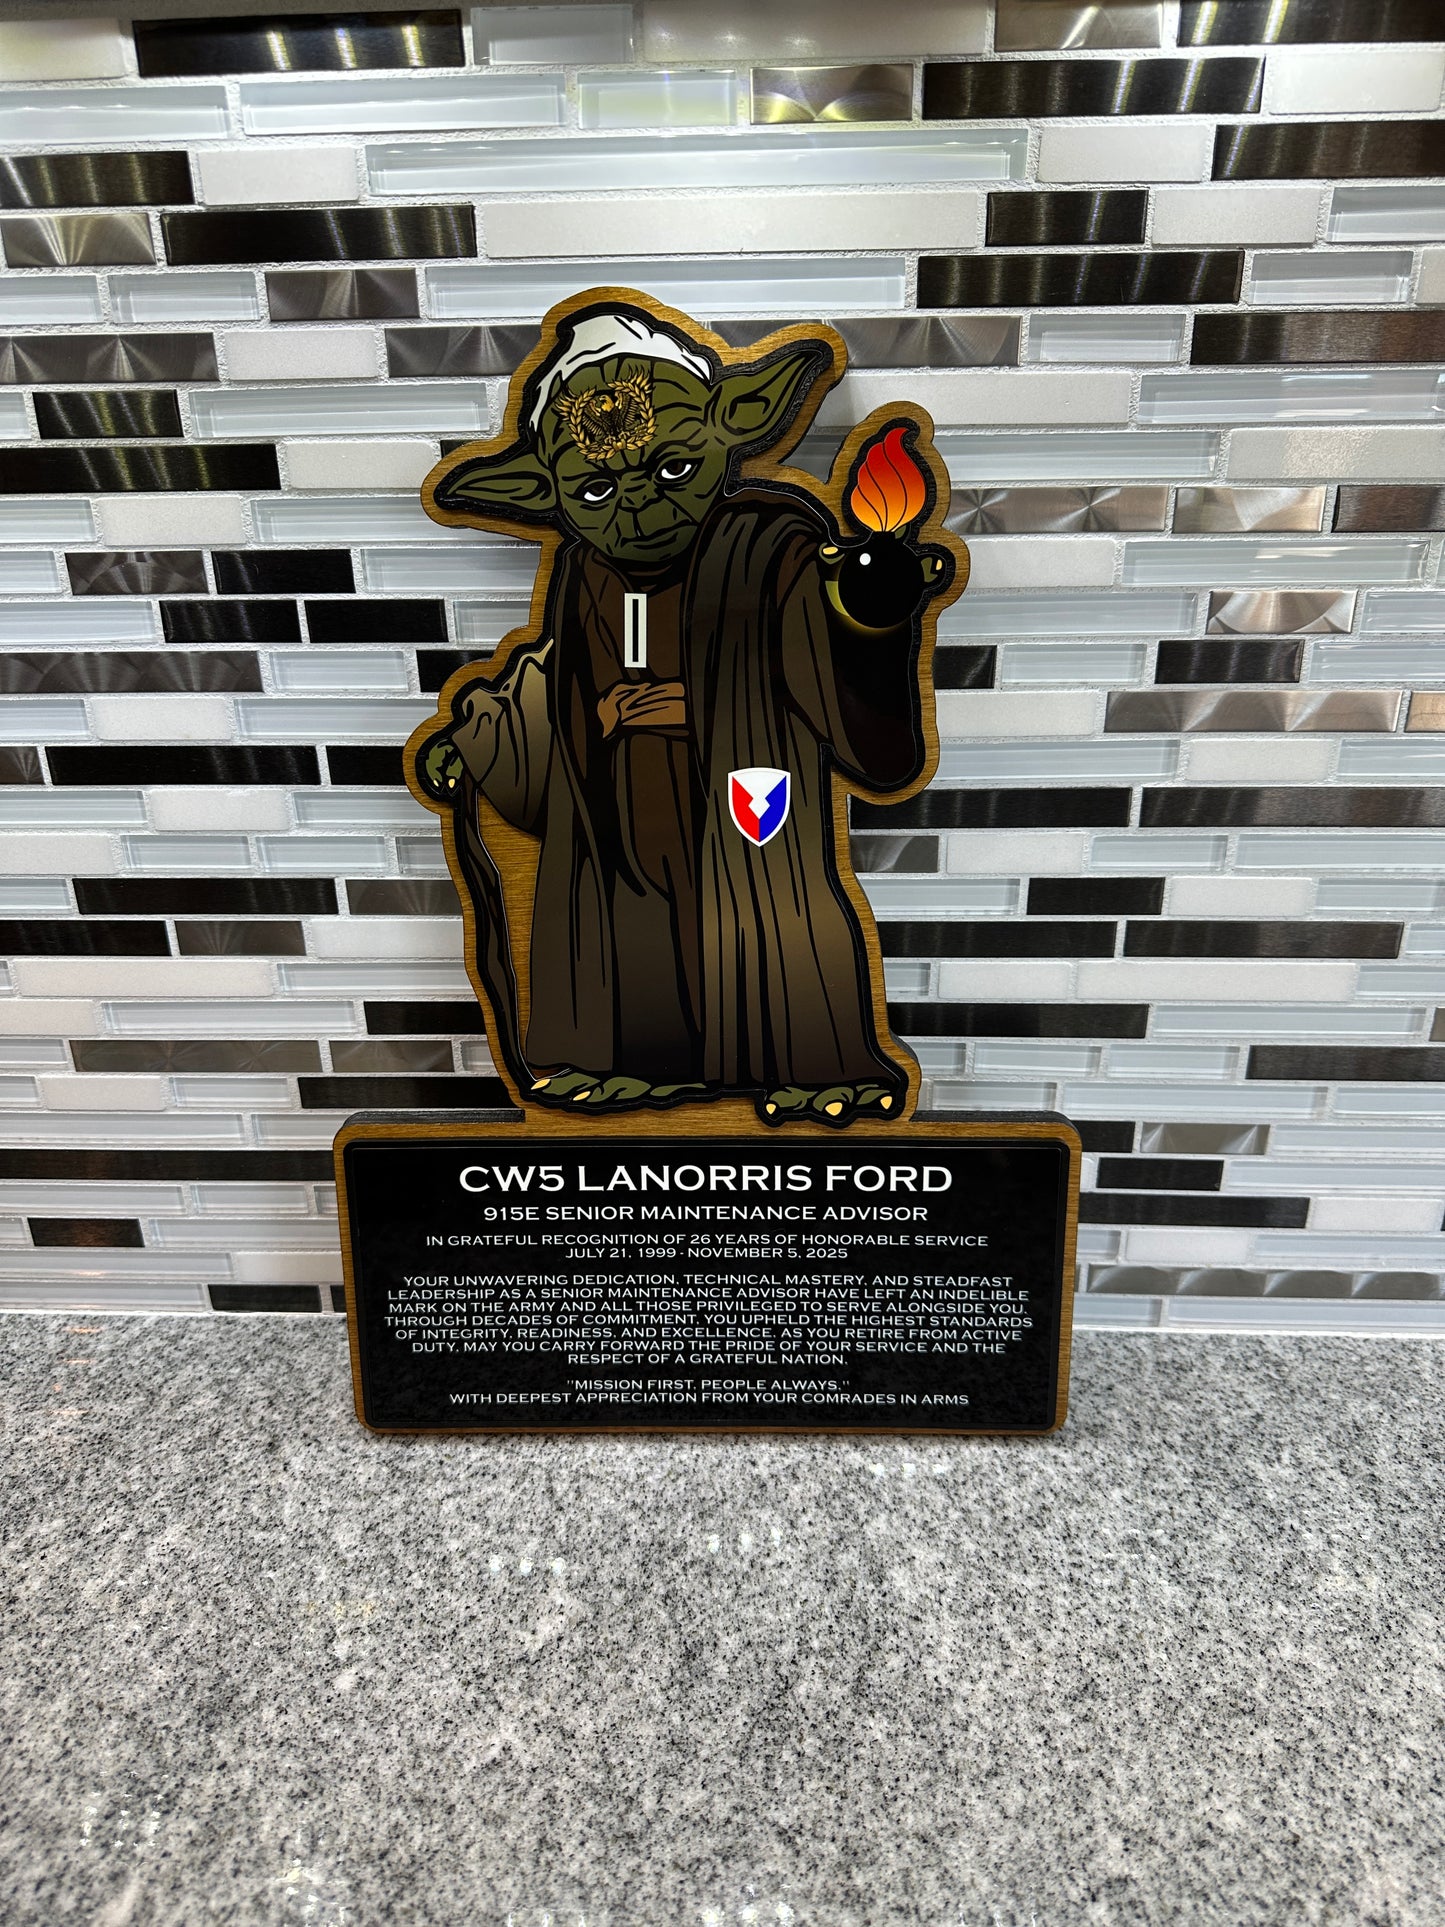 CW5 LANORRIS FORD
915E SENIOR MAINTENANCE ADVISOR
IN GRATEFUL RECOGNITION OF 26 YEARS OF HONORABLE SERVICE
JULY 21, 1999 - NOVEMBER 5, 2025
YOUR UNWAVERING DEDICATION, TECHNICAL MASTERY, AND STEADFAST
LEADERSHIP AS A SENIOR MAINTENANCE ADVISOR HAVE LEFT AN INDELIBLE
MARK ON THE ARMY AND ALL THOSE PRIVILEGED TO SERVE ALONGSIDE YOU.
THROUGH DECADES OF COMMITMENT, YOU UPHELD THE HIGHEST STANDARDS
OF INTEGRITY, READINESS, AND EXCELLENCE. AS YOU RETIRE FROM ACTIVE
DUTY, MAY YOU CARRY FORWARD THE PRIDE OF YOUR SERVICE AND THE
RESPECT OF A GRATEFUL NATION.
"MISSION FIRST, PEOPLE ALWAYS."
WITH DEEPEST APPRECIATION FROM YOUR COMRADES IN ARMS